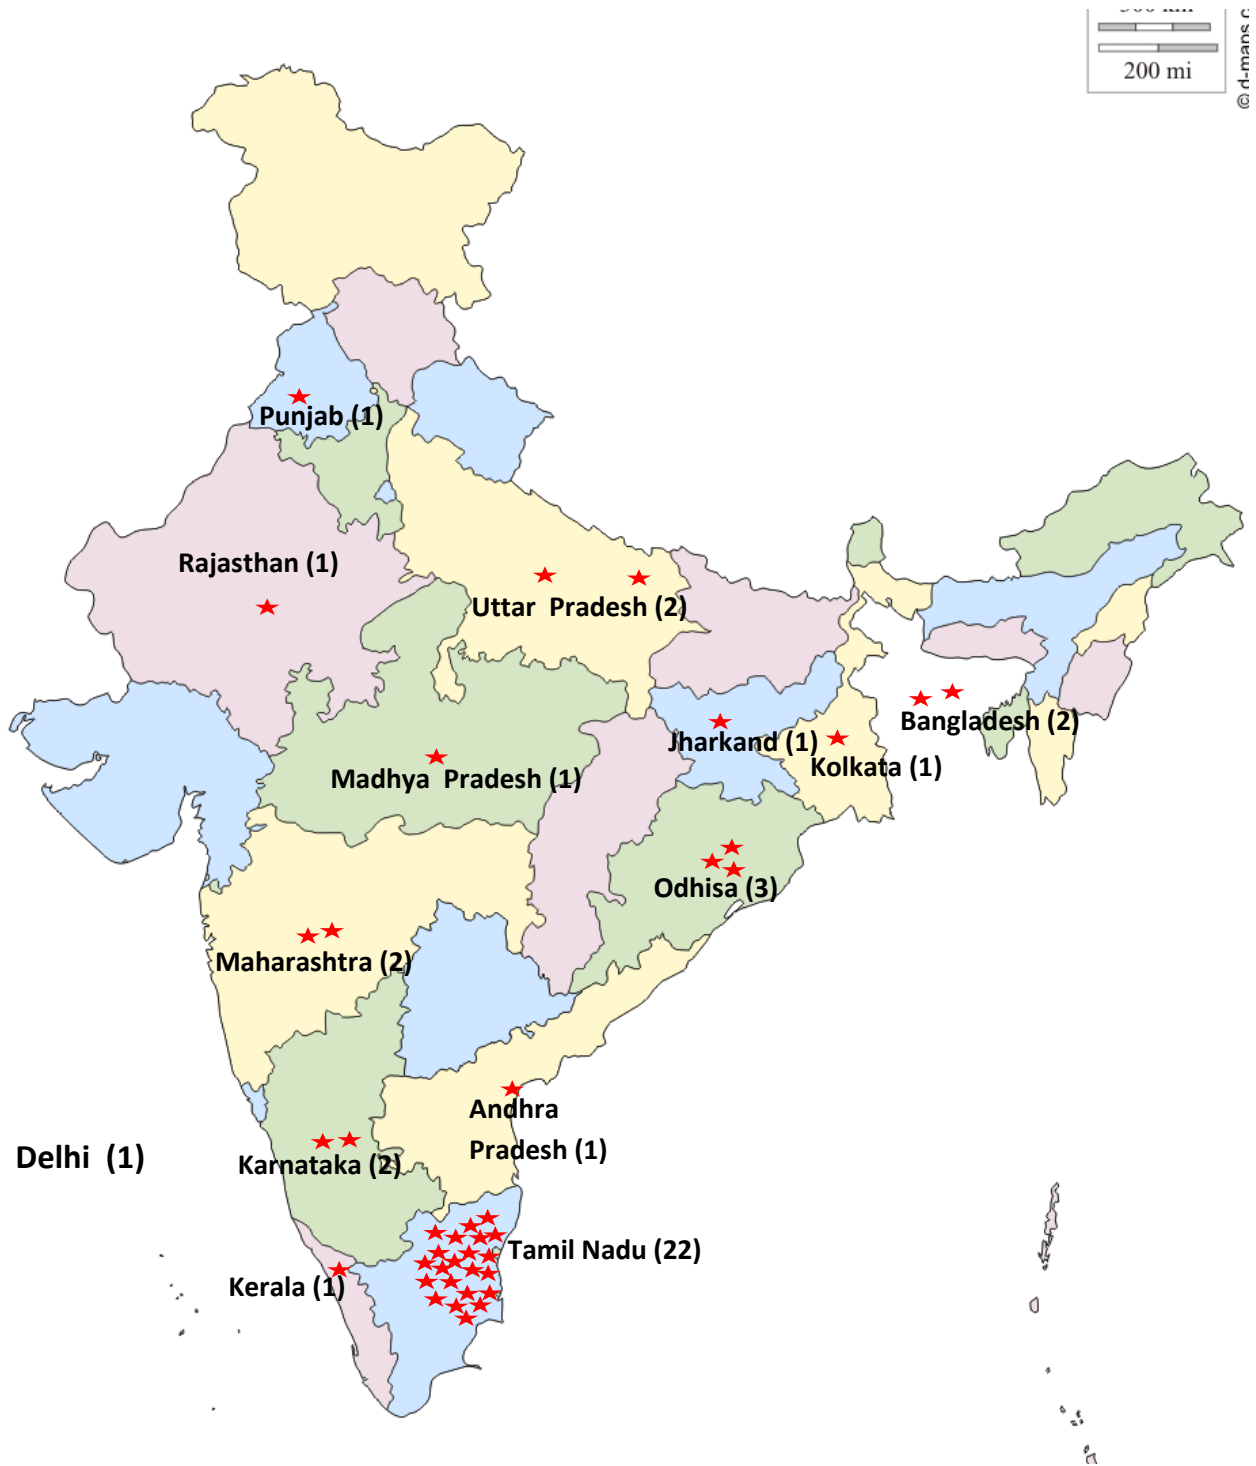 200 mi
© d-maps.c
Punjab (1)
Rajasthan (1)
Uttar Pradesh (2)
Bangladesh (2)
Jharkand (1)
Kolkata (1)
Madhya Pradesh (1)
Odhisa (3)
Maharashtra (2)
Andhra
Pradesh (1)
Delhi (1)
Karnataka (2)
Tamil Nadu (22)
Kerala (1)